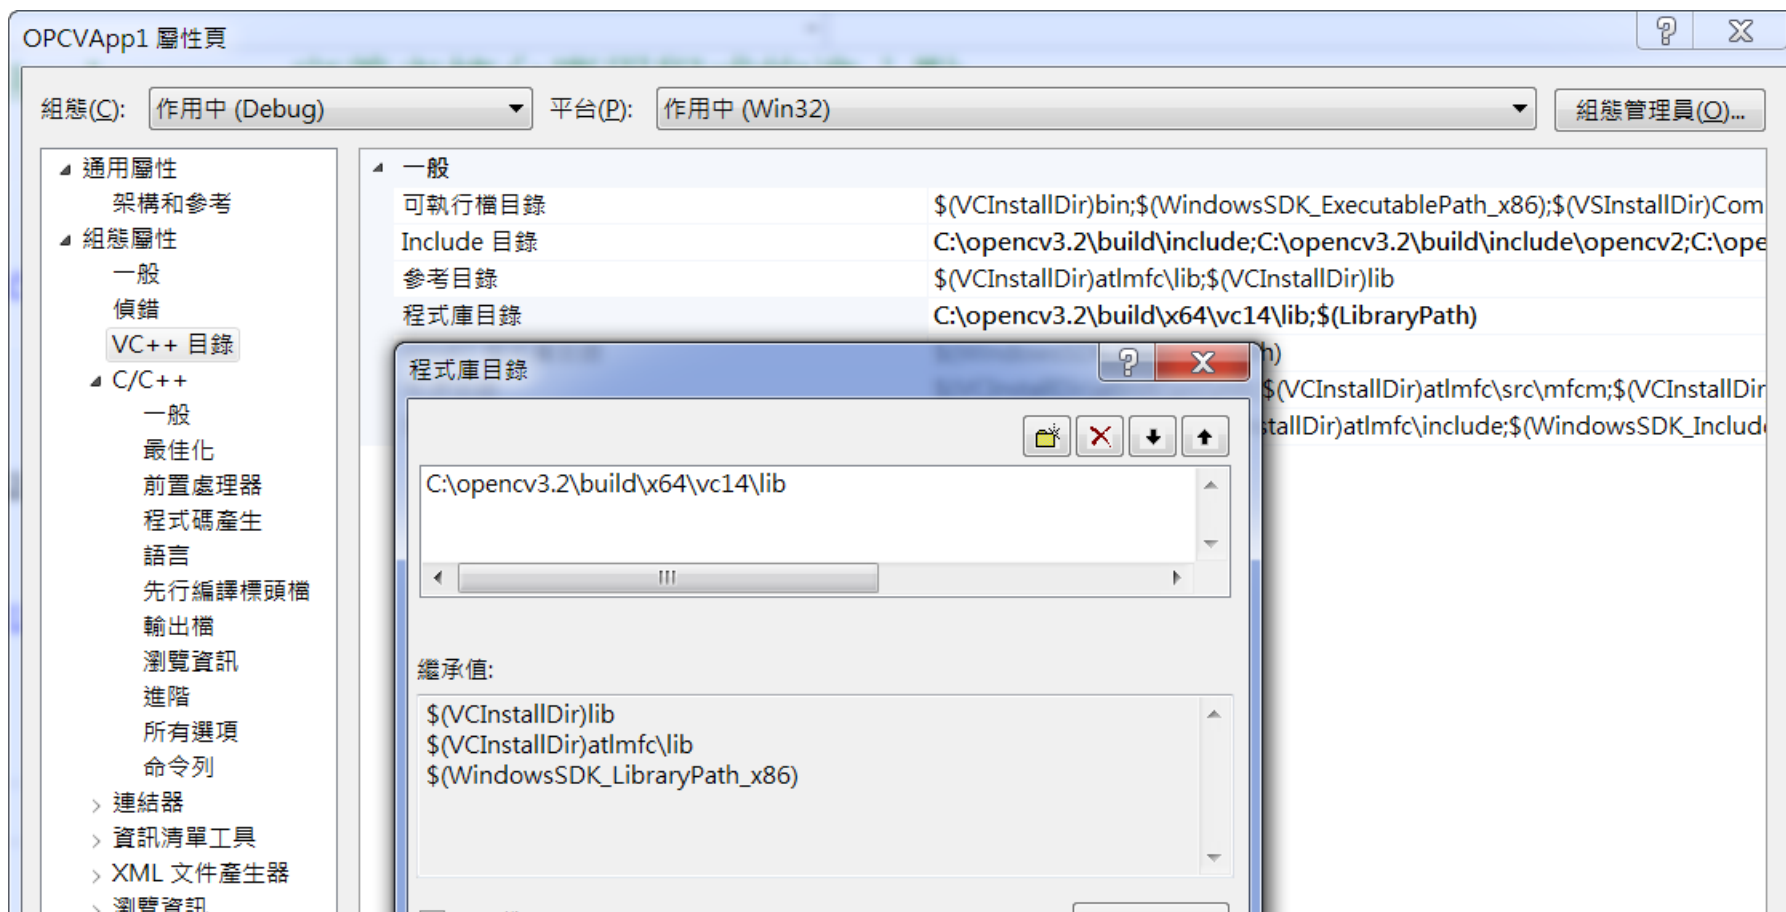 OPCVApp1 屬性頁
組態(C): 作用中 (Debug) 平台(P): 作用中 (Win32) 組態管理員(O)...
通用屬性
架構和參考
組態屬性
一般
偵錯
VC++ 目錄
C/C++
一般
最佳化
前置處理器
程式碼產生
語言
先行編譯標頭檔
輸出檔
瀏覽資訊
進階
所有選項
命令列
連結器
資訊清單工具
XML 文件產生器
瀏覽資訊
一般
可執行檔目錄 $(VCInstallDir)bin;$(WindowsSDK_ExecutablePath_x86);$(VSInstallDir)Com
Include 目錄 C:\opencv3.2\build\include;C:\opencv3.2\build\include\opencv2;C:\ope
參考目錄 $(VCInstallDir)atlmfc\lib;$(VCInstallDir)lib
程式庫目錄 C:\opencv3.2\build\x64\vc14\lib;$(LibraryPath)
h)
$(VCInstallDir)atlmfc\src\mfcm;$(VCInstallDir
stallDir)atlmfc\include;$(WindowsSDK_Includ
程式庫目錄
C:\opencv3.2\build\x64\vc14\lib
繼承值:
$(VCInstallDir)lib
$(VCInstallDir)atlmfc\lib
$(WindowsSDK_LibraryPath_x86)